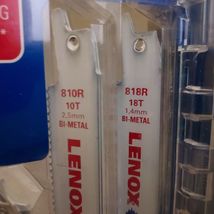 G
810R
10T
2,5mm
BI-METAL
LENOX
818R
18T
1,4mm
BI-METAL
LENOX